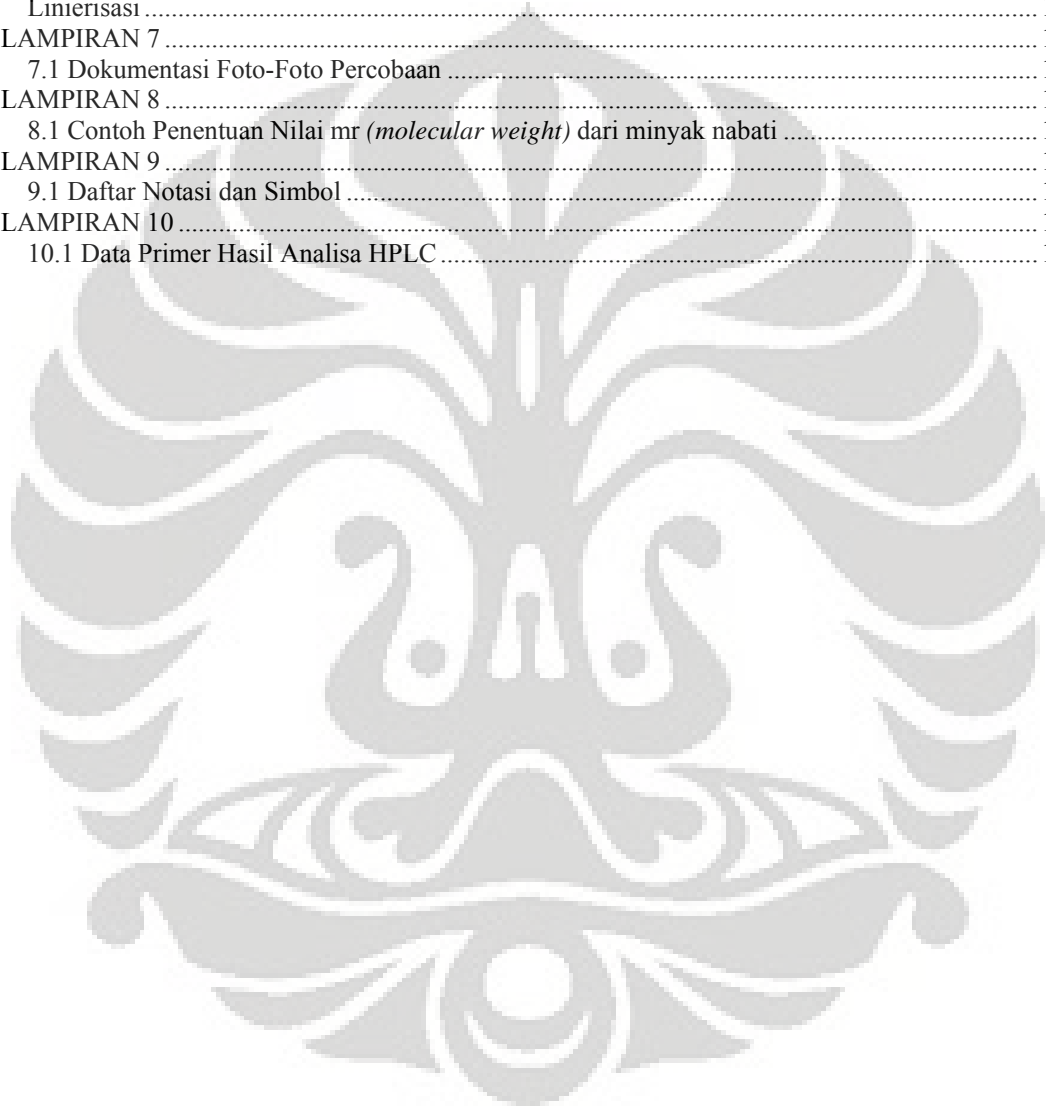 Linierisasi ........................................................................
LAMPIRAN 7 ........................................................................
7.1 Dokumentasi Foto-Foto Percobaan ........................................................................
LAMPIRAN 8 ........................................................................
8.1 Contoh Penentuan Nilai mr (molecular weight) dari minyak nabati ........................................................................
LAMPIRAN 9 ........................................................................
9.1 Daftar Notasi dan Simbol ........................................................................
LAMPIRAN 10 ........................................................................
10.1 Data Primer Hasil Analisa HPLC ........................................................................